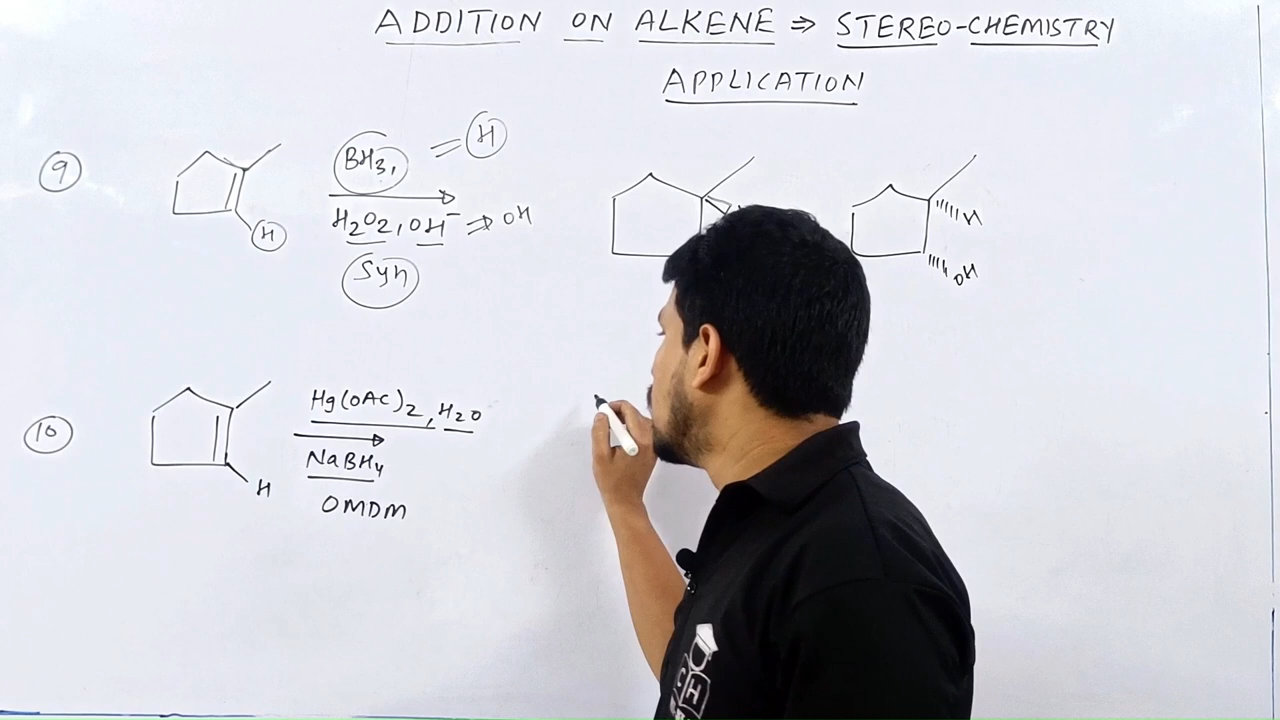 ADDITION ON ALKENE ⇒ STEREO-CHEMISTRY
APPLICATION
9
BH3, = H
H2O2, OH⁻ ⇒ OH
Syn
H
H
OH
10
Hg(OAC)2, H2O
NaBH4
OMDM
H